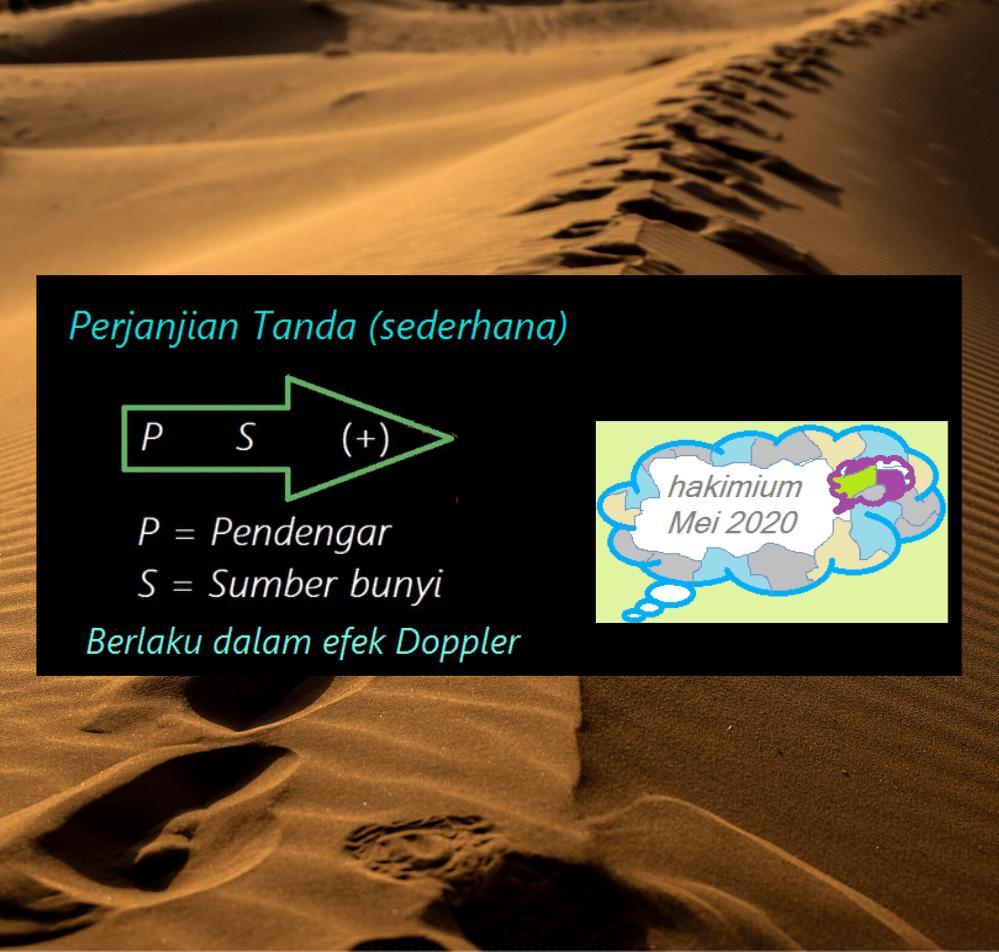 Perjanjian Tanda (sederhana)
P S (+)
P = Pendengar
S = Sumber bunyi
Berlaku dalam efek Doppler
hakimium
Mei 2020